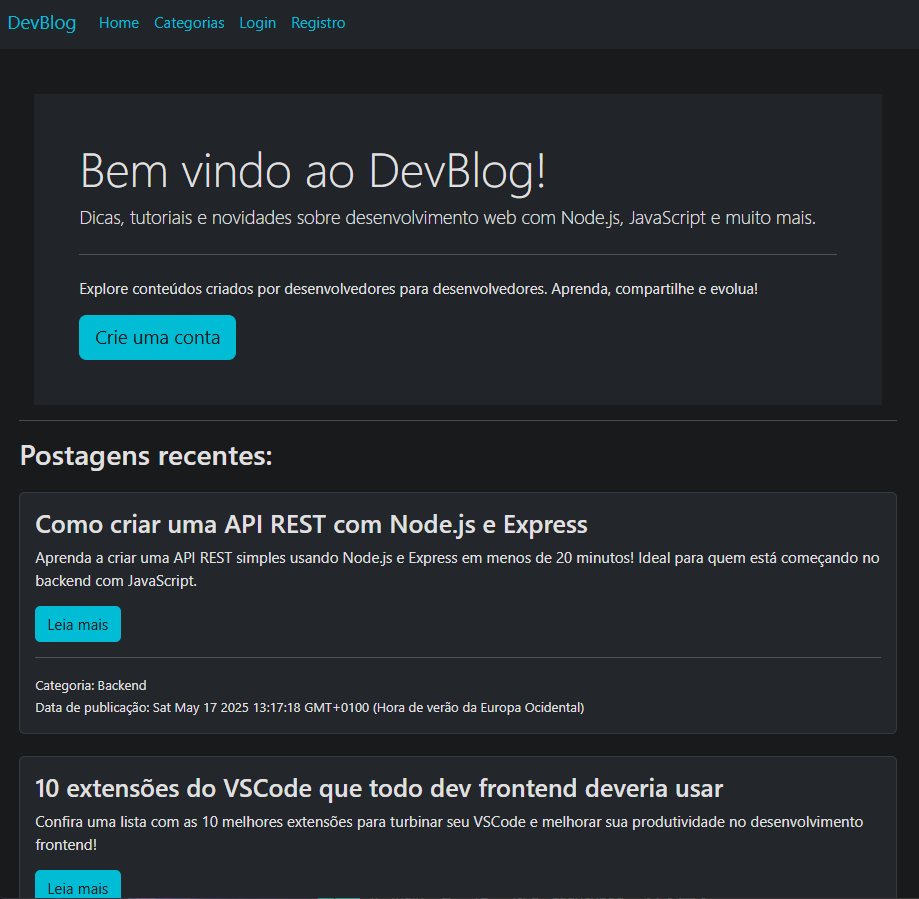 DevBlog Home Categorias Login Registro
Bem vindo ao DevBlog!
Dicas, tutoriais e novidades sobre desenvolvimento web com Node.js, JavaScript e muito mais.
Explore conteúdos criados por desenvolvedores para desenvolvedores. Aprenda, compartilhe e evolua!
Crie uma conta
Postagens recentes:
Como criar uma API REST com Node.js e Express
Aprenda a criar uma API REST simples usando Node.js e Express em menos de 20 minutos! Ideal para quem está começando no
backend com JavaScript.
Leia mais
Categoria: Backend
Data de publicação: Sat May 17 2025 13:17:18 GMT+0100 (Hora de verão da Europa Ocidental)
10 extensões do VSCode que todo dev frontend deveria usar
Confira uma lista com as 10 melhores extensões para turbinar seu VSCode e melhorar sua produtividade no desenvolvimento
frontend!
Leia mais